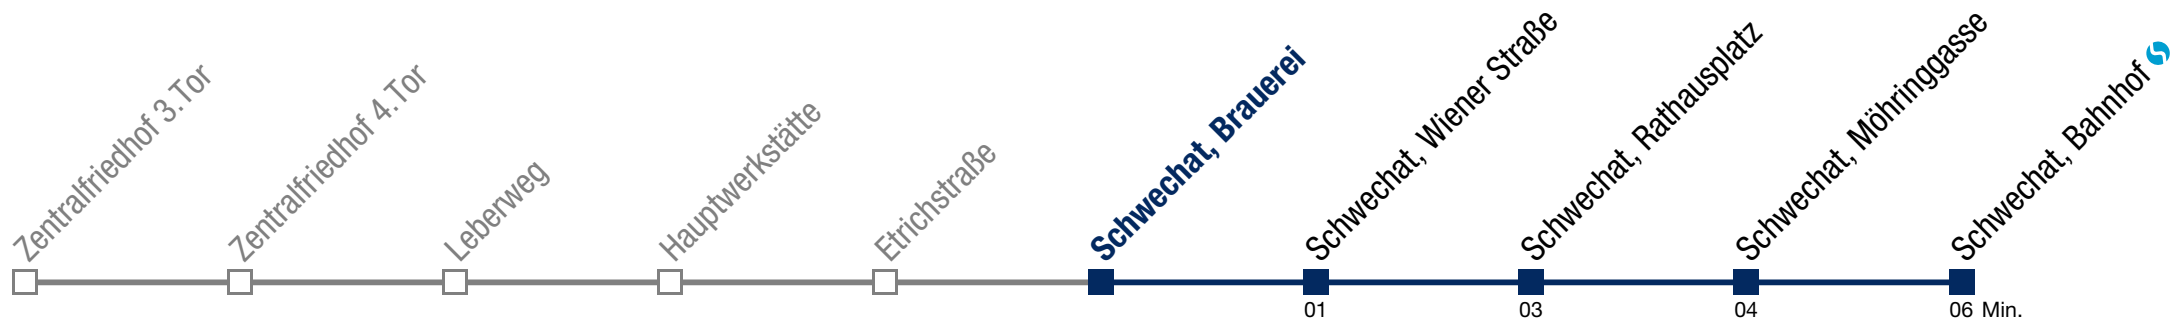 Zentralfriedhof 3.Tor
Zentralfriedhof 4.Tor
Leberweg
Hauptwerkstätte
Etrichstraße
Schwechat, Brauerei
Schwechat, Wiener Straße
Schwechat, Rathausplatz
Schwechat, Möhringgasse
Schwechat, Bahnhof
01 03 04 06 Min.